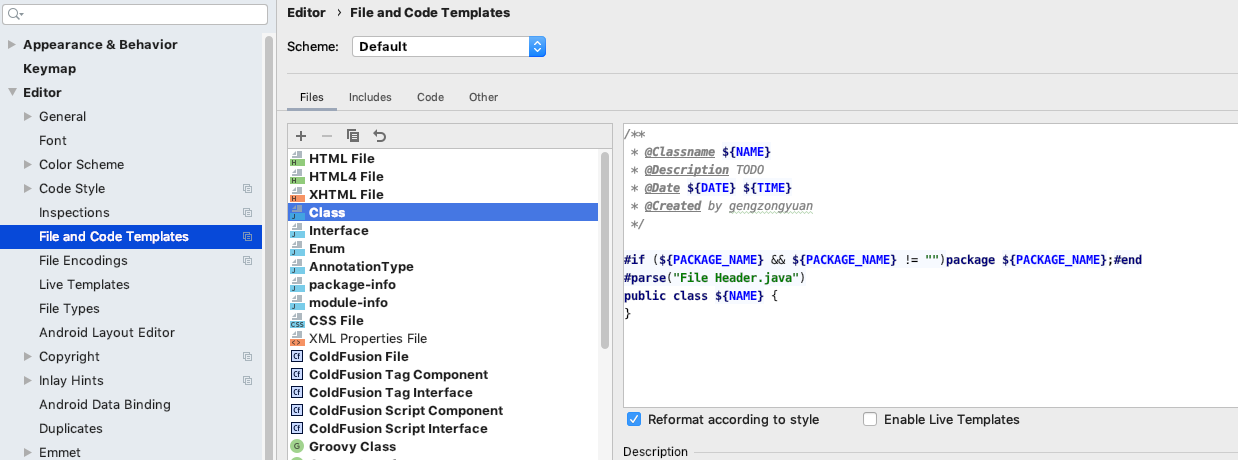 Editor › File and Code Templates
Scheme: Default
Appearance & Behavior
Keymap
Editor
General
Font
Color Scheme
Code Style
Inspections
File and Code Templates
File Encodings
Live Templates
File Types
Android Layout Editor
Copyright
Inlay Hints
Android Data Binding
Duplicates
Emmet
Files Includes Code Other
HTML File
HTML4 File
XHTML File
Class
Interface
Enum
AnnotationType
package-info
module-info
CSS File
XML Properties File
ColdFusion File
ColdFusion Tag Component
ColdFusion Tag Interface
ColdFusion Script Component
ColdFusion Script Interface
Groovy Class
/**
* @Classname ${NAME}
* @Description TODO
* @Date ${DATE} ${TIME}
* @Created by gengzongyuan
*/
#if (${PACKAGE_NAME} && ${PACKAGE_NAME} != "")package ${PACKAGE_NAME};#end
#parse("File Header.java")
public class ${NAME} {
}
Reformat according to style Enable Live Templates
Description